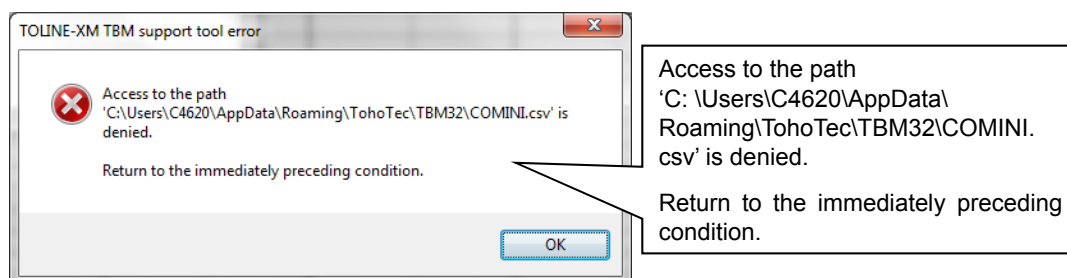 TOLINE-XM TBM support tool error
Access to the path
'C:\Users\C4620\AppData\Roaming\TohoTec\TBM32\COMINI.csv' is
denied.
Return to the immediately preceding condition.
OK
Access to the path
‘C: \Users\C4620\AppData\
Roaming\TohoTec\TBM32\COMINI.
csv’ is denied.
Return to the immediately preceding
condition.